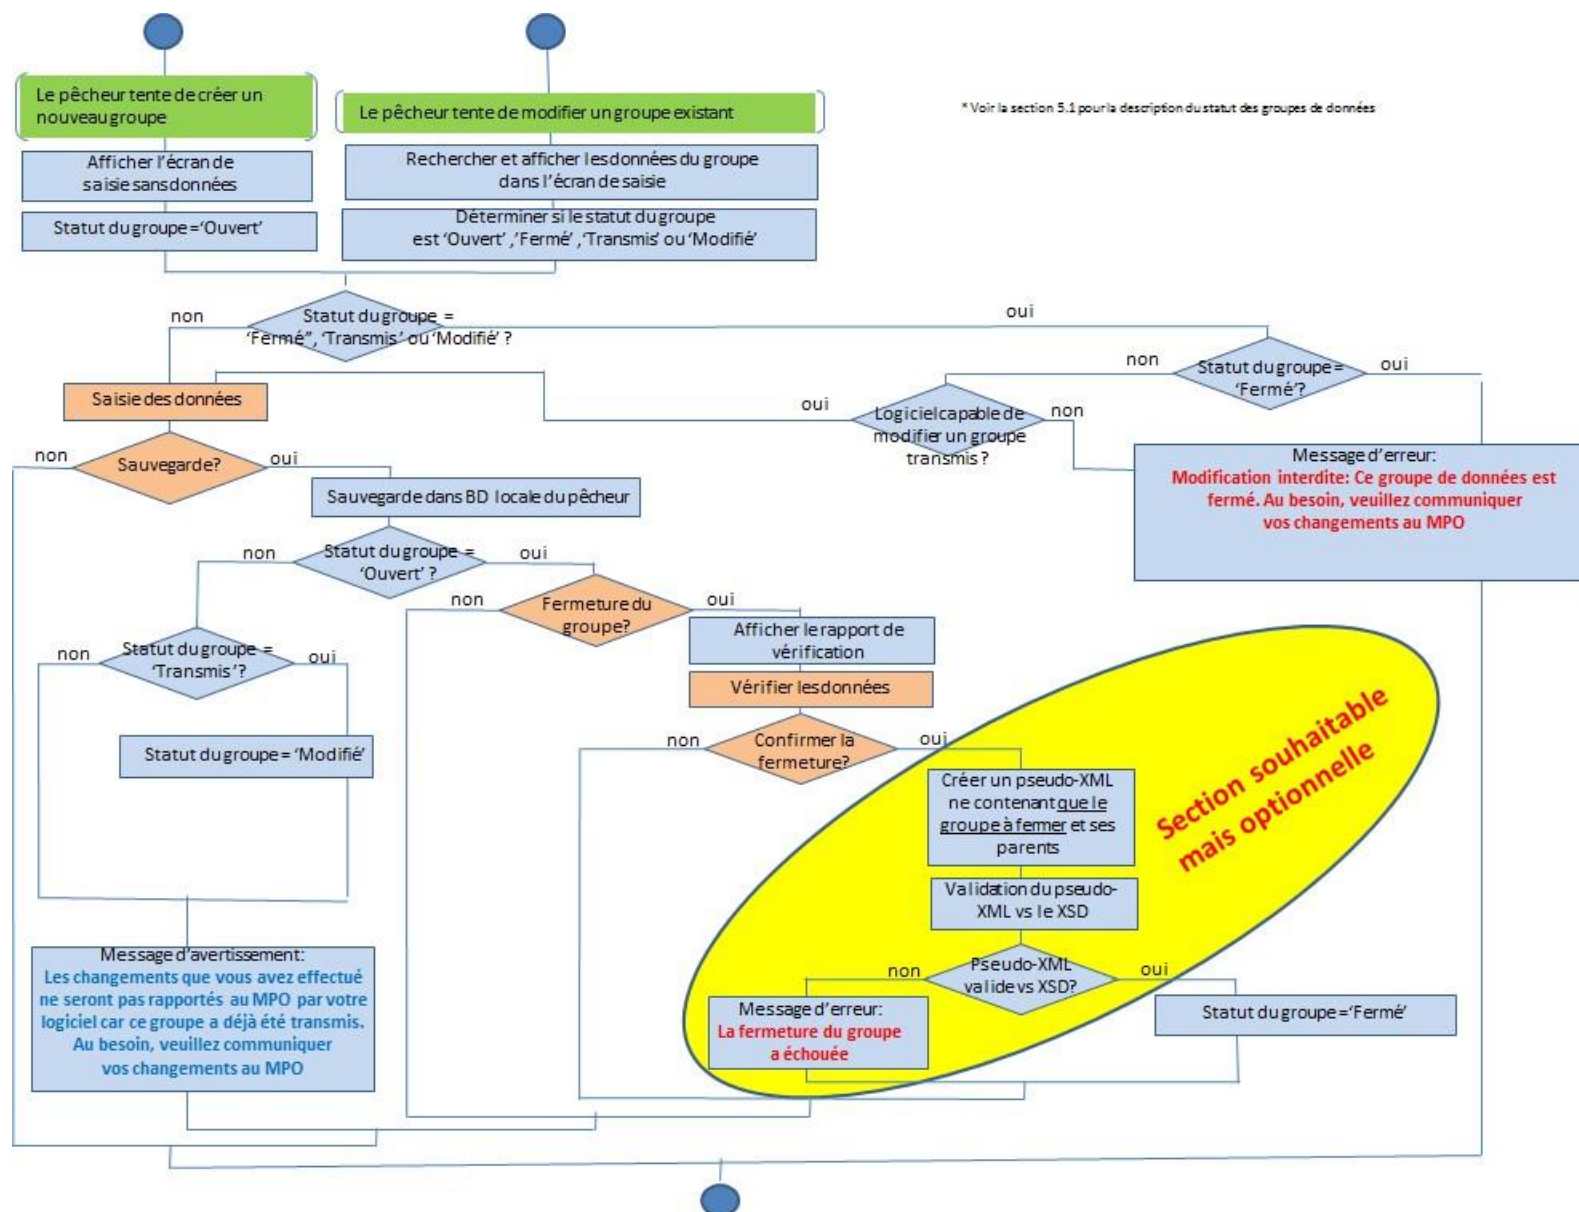 Le pêcheur tente de créer un
nouveau groupe
Le pêcheur tente de modifier un groupe existant
* Voir la section 5.1 pour la description du statut des groupes de données
Afficher l'écran de
saisie sans données
Rechercher et afficher les données du groupe
dans l'écran de saisie
Statut du groupe = 'Ouvert'
Déterminer si le statut du groupe
est 'Ouvert' ,'Fermé' ,'Transmis' ou 'Modifié'
non
Statut du groupe =
'Fermé", 'Transmis' ou 'Modifié' ?
oui
non
Statut du groupe =
'Fermé'?
oui
Saisie des données
oui
Logiciel capable de
modifier un groupe
transmis ?
non
non
Sauvegarde?
oui
Message d'erreur:
Modification interdite: Ce groupe de données est
fermé. Au besoin, veuillez communiquer
vos changements au MPO
Sauvegarde dans BD locale du pêcheur
non
Statut du groupe =
'Ouvert' ?
oui
non
Fermeture du
groupe?
oui
Afficher le rapport de
vérification
non
Statut du groupe =
'Transmis'?
oui
Vérifier les données
Statut du groupe = 'Modifié'
non
Confirmer la
fermeture?
oui
Section souhaitable
mais optionnelle
Créer un pseudo-XML
ne contenant que le
groupe à fermer et ses
parents
Validation du pseudo-
XML vs le XSD
non
Pseudo-XML
valide vs XSD?
oui
Message d'avertissement:
Les changements que vous avez effectué
ne seront pas rapportés au MPO par votre
logiciel car ce groupe a déjà été transmis.
Au besoin, veuillez communiquer
vos changements au MPO
Message d'erreur:
La fermeture du groupe
a échouée
Statut du groupe = 'Fermé'